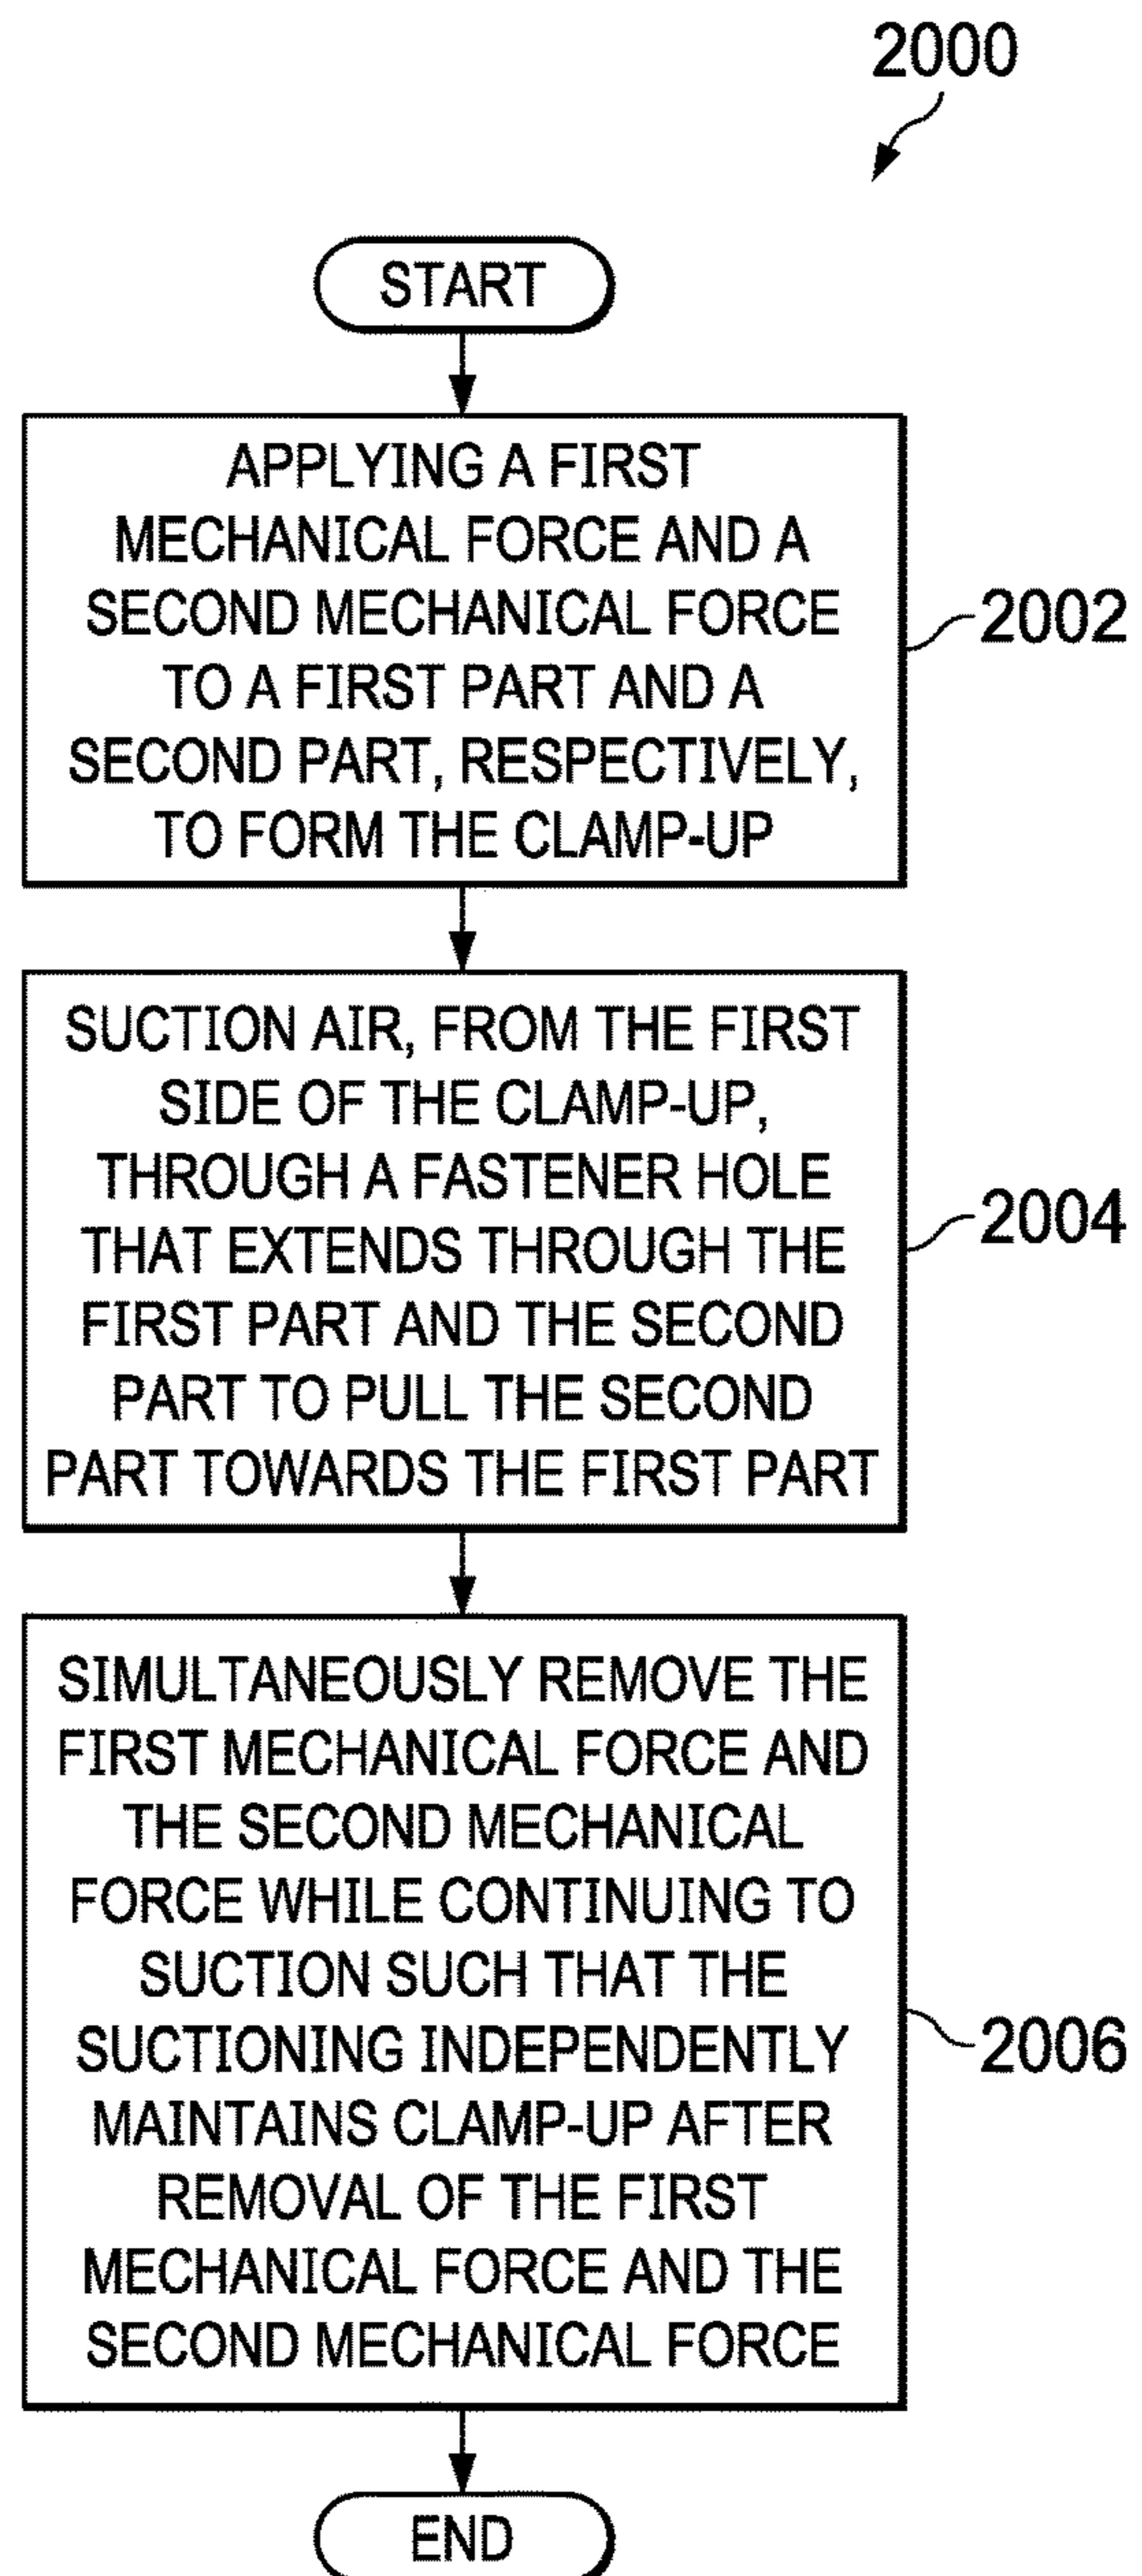 2000
START
APPLYING A FIRST
MECHANICAL FORCE AND A
SECOND MECHANICAL FORCE
TO A FIRST PART AND A
SECOND PART, RESPECTIVELY,
TO FORM THE CLAMP-UP
2002
SUCTION AIR, FROM THE FIRST
SIDE OF THE CLAMP-UP,
THROUGH A FASTENER HOLE
THAT EXTENDS THROUGH THE
FIRST PART AND THE SECOND
PART TO PULL THE SECOND
PART TOWARDS THE FIRST PART
2004
SIMULTANEOUSLY REMOVE THE
FIRST MECHANICAL FORCE AND
THE SECOND MECHANICAL
FORCE WHILE CONTINUING TO
SUCTION SUCH THAT THE
SUCTIONING INDEPENDENTLY
MAINTAINS CLAMP-UP AFTER
REMOVAL OF THE FIRST
MECHANICAL FORCE AND THE
SECOND MECHANICAL FORCE
2006
END